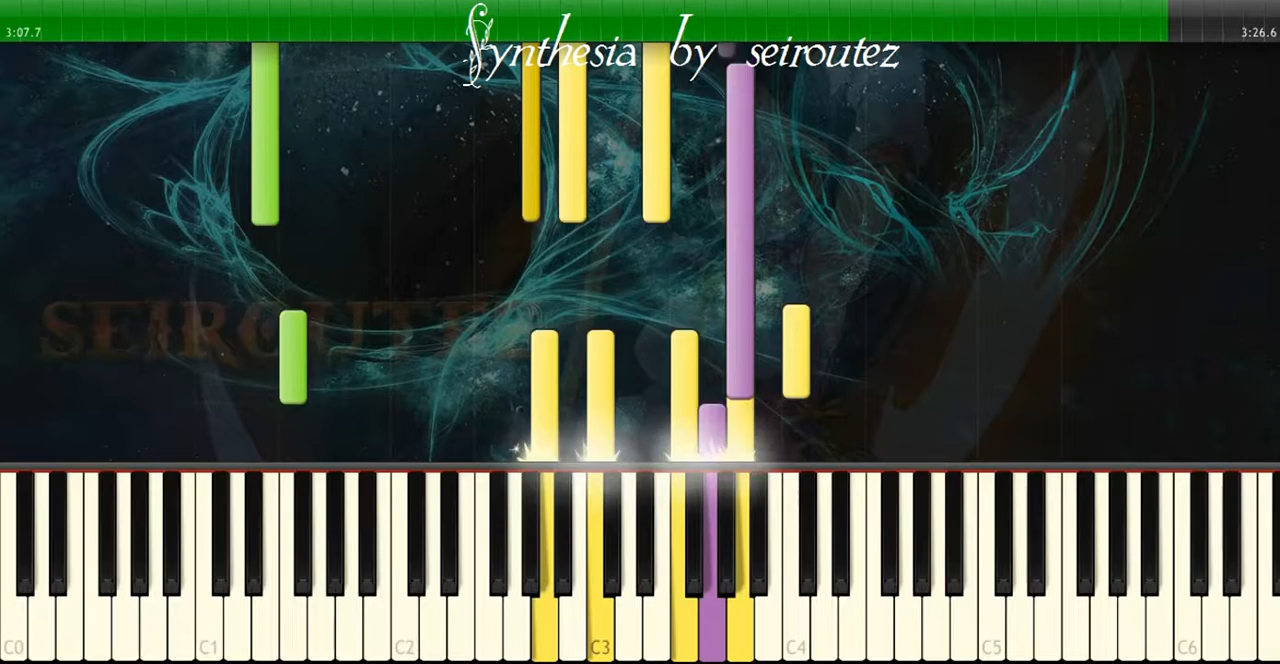 Synthesia by seiroutez
3:07.7
3:26.6
SEIROUTEZ
C0
C1
C2
C3
C4
C5
C6